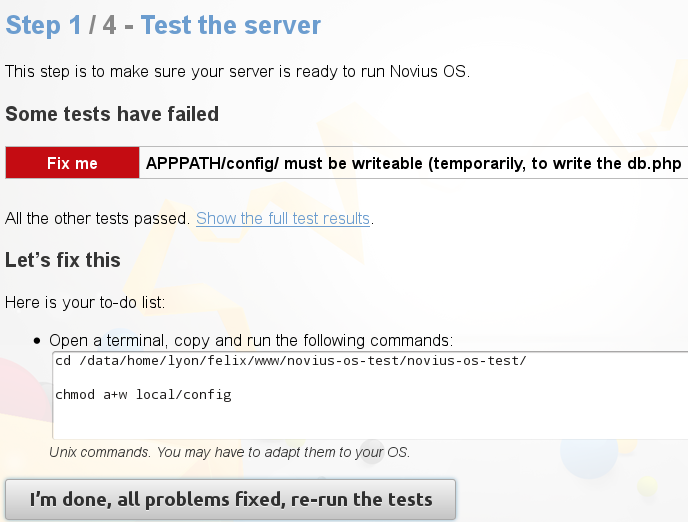 Step 1 / 4 - Test the server
This step is to make sure your server is ready to run Novius OS.
Some tests have failed
Fix me APPPATH/config/ must be writeable (temporarily, to write the db.php
All the other tests passed. Show the full test results.
Let's fix this
Here is your to-do list:
• Open a terminal, copy and run the following commands:
cd /data/home/lyon/felix/www/novius-os-test/novius-os-test/
chmod a+w local/config
Unix commands. You may have to adapt them to your OS.
I'm done, all problems fixed, re-run the tests